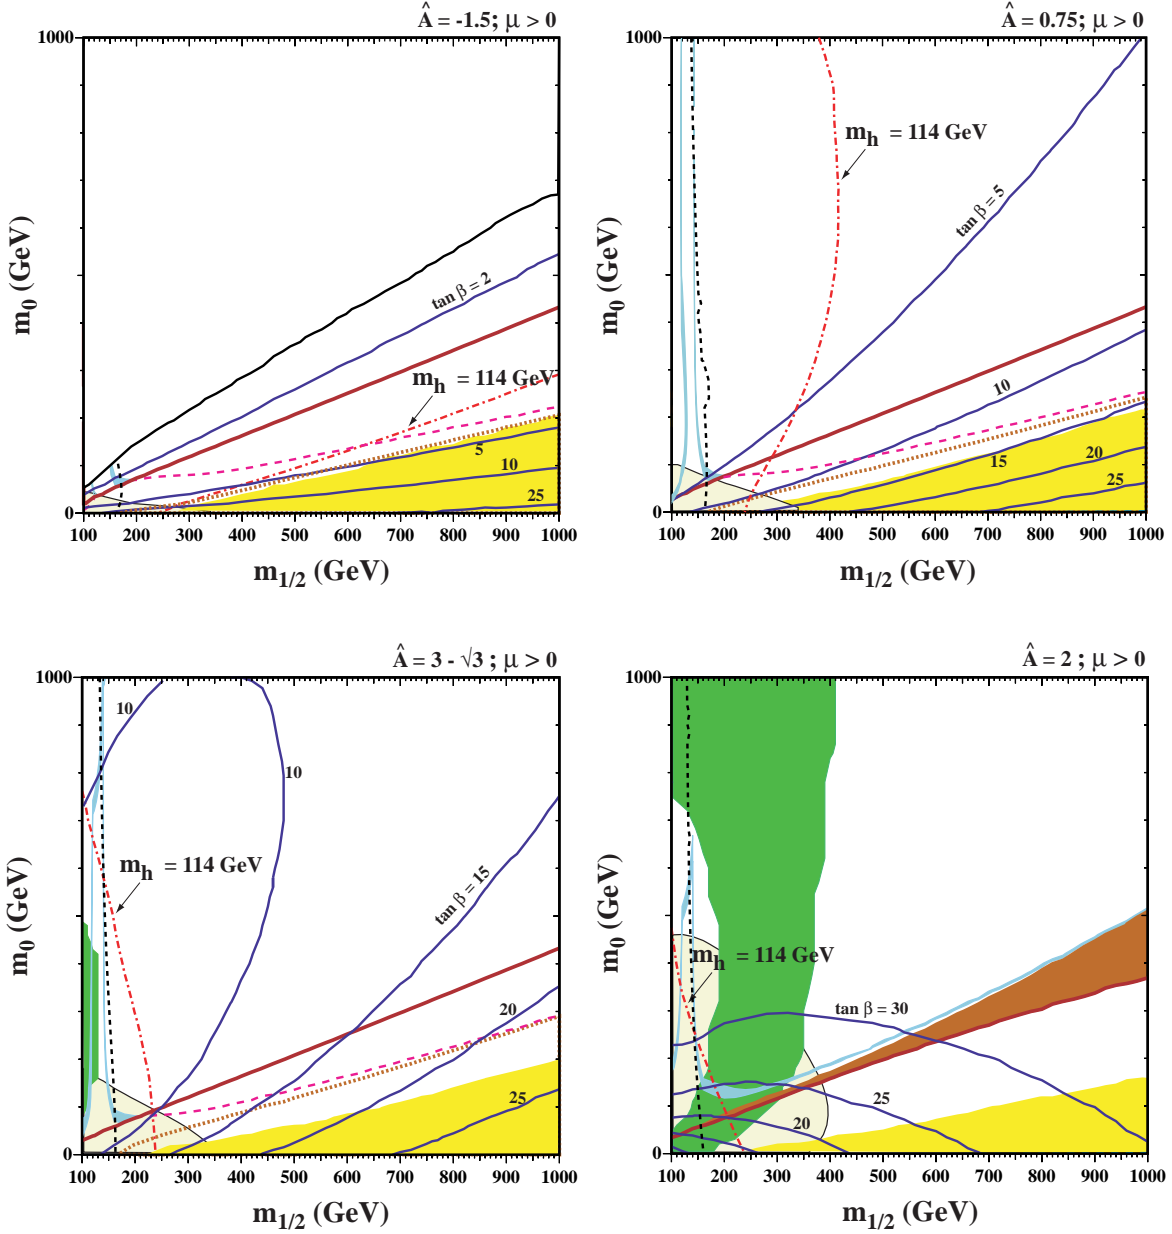 Â = -1.5; μ > 0
1000
m0 (GeV)
tan β = 2
mh = 114 GeV
5
10
25
0
100 200 300 400 500 600 700 800 900 1000
m1/2 (GeV)
Â = 0.75; μ > 0
1000
m0 (GeV)
mh = 114 GeV
tan β = 5
10
15
20
25
0
100 200 300 400 500 600 700 800 900 1000
m1/2 (GeV)
Â = 3 - √3 ; μ > 0
1000
m0 (GeV)
10
10
mh = 114 GeV
tan β = 15
20
25
0
100 200 300 400 500 600 700 800 900 1000
m1/2 (GeV)
Â = 2 ; μ > 0
1000
m0 (GeV)
mh = 114 GeV
tan β = 30
25
20
0
100 200 300 400 500 600 700 800 900 1000
m1/2 (GeV)